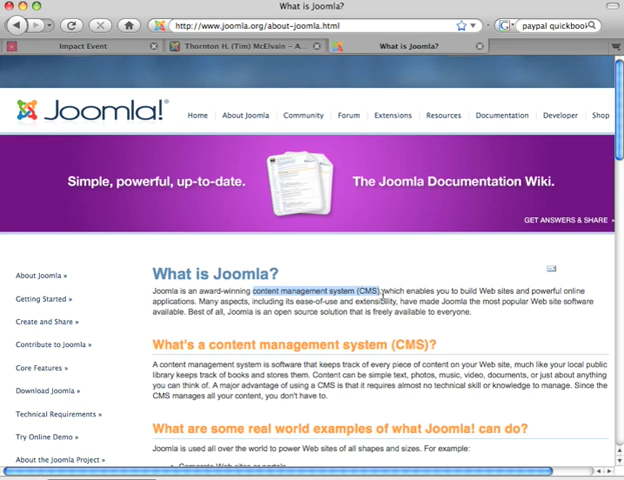 What is Joomla?
http://www.joomla.org/about-joomla.html
paypal quickbook
Impact Event
Thornton H. (Tim) McElvain – A...
What is Joomla?
Joomla!®
Home
About Joomla
Community
Forum
Extensions
Resources
Documentation
Developer
Shop
Simple, powerful, up-to-date.
The Joomla Documentation Wiki.
GET ANSWERS & SHARE »
About Joomla »
Getting Started »
Create and Share »
Contribute to Joomla »
Core Features »
Download Joomla »
Technical Requirements »
Try Online Demo »
About the Joomla Project »
What is Joomla?
Joomla is an award-winning content management system (CMS), which enables you to build Web sites and powerful online
applications. Many aspects, including its ease-of-use and extensibility, have made Joomla the most popular Web site software
available. Best of all, Joomla is an open source solution that is freely available to everyone.
What's a content management system (CMS)?
A content management system is software that keeps track of every piece of content on your Web site, much like your local public
library keeps track of books and stores them. Content can be simple text, photos, music, video, documents, or just about anything
you can think of. A major advantage of using a CMS is that it requires almost no technical skill or knowledge to manage. Since the
CMS manages all your content, you don't have to.
What are some real world examples of what Joomla! can do?
Joomla is used all over the world to power Web sites of all shapes and sizes. For example:
Corporate Web sites or portals